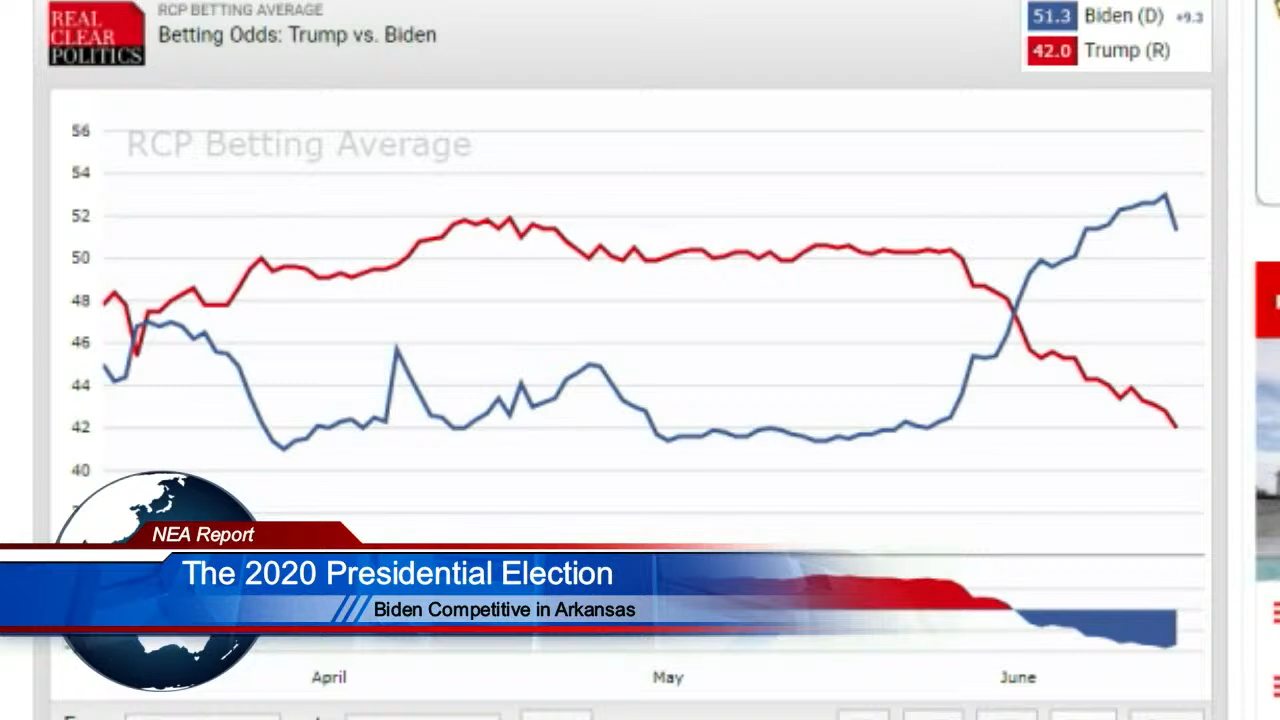 REAL
CLEAR
POLITICS
RCP BETTING AVERAGE
Betting Odds: Trump vs. Biden
51.3 Biden (D) +9.3
42.0 Trump (R)
RCP Betting Average
56
54
52
50
48
46
44
42
40
NEA Report
The 2020 Presidential Election
Biden Competitive in Arkansas
April May June